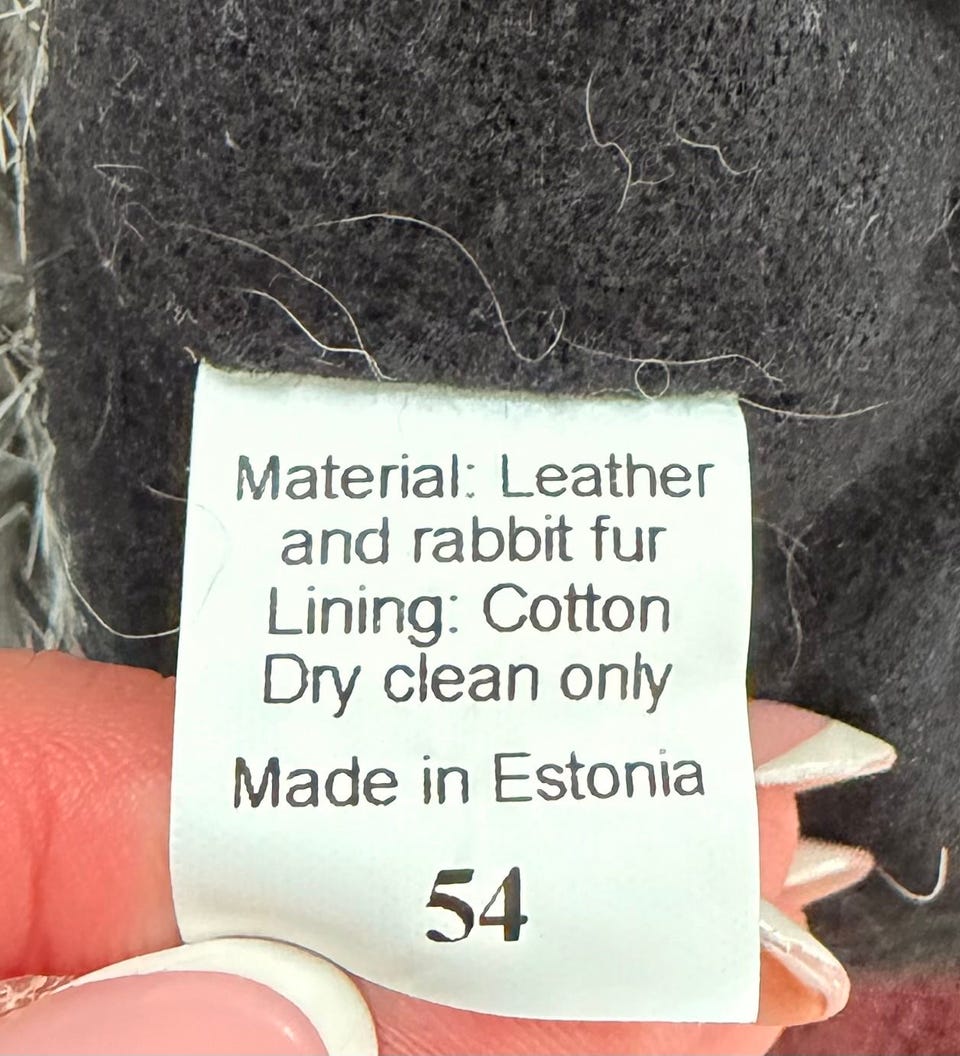 Material: Leather
and rabbit fur
Lining: Cotton
Dry clean only
Made in Estonia
54